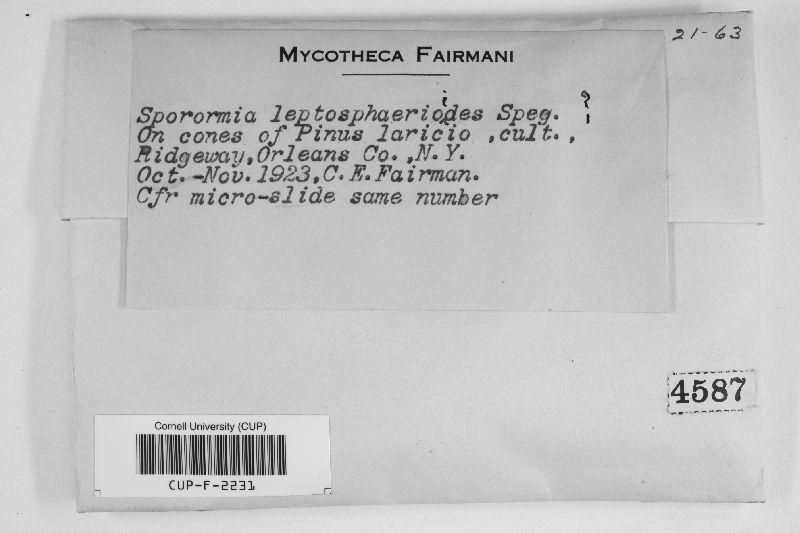 21-63
MYCOTHECA FAIRMANI
Sporormia leptosphaeriodes Speg. ?
i
On cones of Pinus laricio ,cult.,
Ridgeway,Orleans Co.,N.Y.
Oct.-Nov.1923,C.E.Fairman.
Cfr micro-slide same number
4587
Cornell University (CUP)
CUP-F-2231